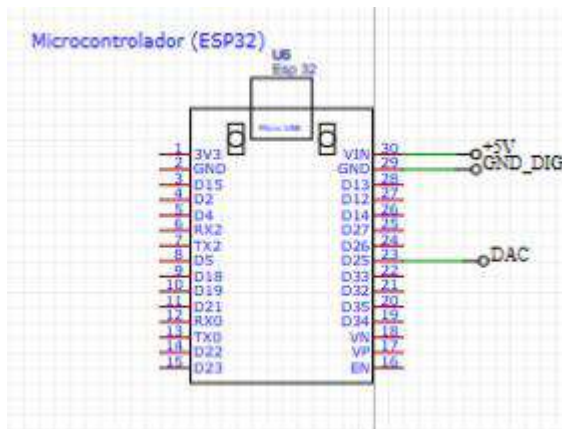 Microcontrolador (ESP32)
U6
Esp 32
Micro USB
1 3V3 VIN 30 +5V
2 GND GND 29 GND_DIG
3 D15 D13 28
4 D2 D12 27
5 D4 D14 26
6 RX2 D27 25
7 TX2 D26 24
8 D5 D25 23 DAC
9 D18 D33 22
10 D19 D32 21
11 D21 D35 20
12 RX0 D34 19
13 TX0 VN 18
14 D22 VP 17
15 D23 EN 16